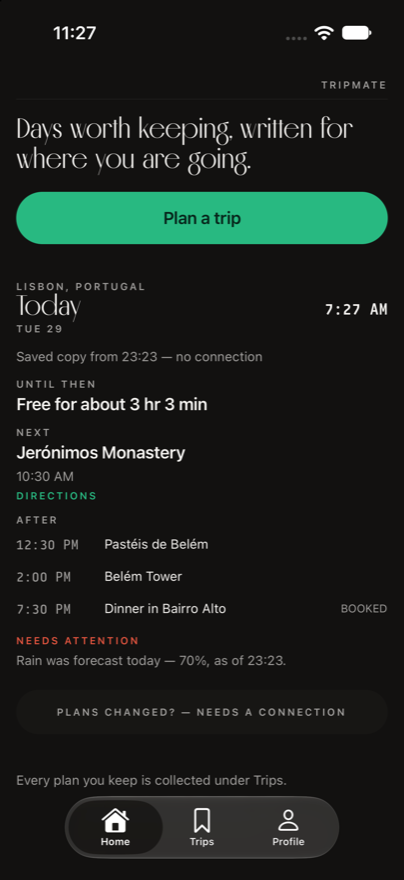 11:27
TRIPMATE
Days worth keeping, written for
where you are going.
Plan a trip
LISBON, PORTUGAL
Today
7:27 AM
TUE 29
Saved copy from 23:23 — no connection
UNTIL THEN
Free for about 3 hr 3 min
NEXT
Jerónimos Monastery
10:30 AM
DIRECTIONS
AFTER
12:30 PM Pastéis de Belém
2:00 PM Belém Tower
7:30 PM Dinner in Bairro Alto BOOKED
NEEDS ATTENTION
Rain was forecast today — 70%, as of 23:23.
PLANS CHANGED? — NEEDS A CONNECTION
Every plan you keep is collected under Trips.
Home Trips Profile